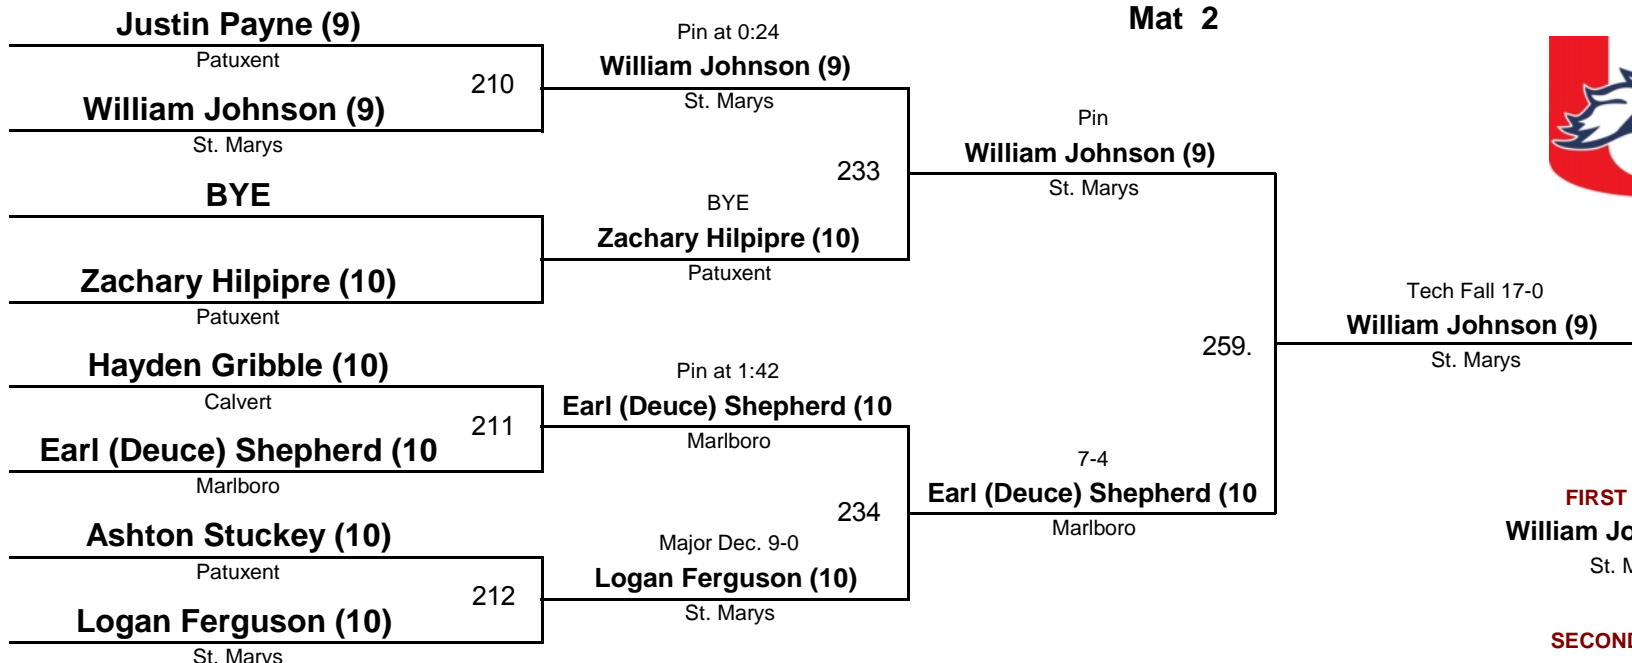 Justin Payne (9)
Patuxent
210
William Johnson (9)
St. Marys
BYE
Zachary Hilpipre (10)
Patuxent
Hayden Gribble (10)
Calvert
211
Earl (Deuce) Shepherd (10
Marlboro
Ashton Stuckey (10)
Patuxent
212
Logan Ferguson (10)
St. Marys
Pin at 0:24
William Johnson (9)
St. Marys
233
BYE
Zachary Hilpipre (10)
Patuxent
Pin at 1:42
Earl (Deuce) Shepherd (10
Marlboro
234
Major Dec. 9-0
Logan Ferguson (10)
St. Marys
Mat 2
Pin
William Johnson (9)
St. Marys
259.
7-4
Earl (Deuce) Shepherd (10
Marlboro
Tech Fall 17-0
William Johnson (9)
St. Marys
FIRST
William Jo
St. M
SECOND